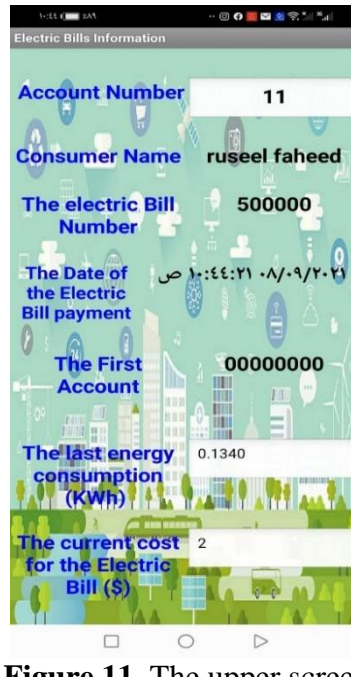 ١٠:٤٤
Electric Bills Information
Account Number 11
Consumer Name ruseel faheed
The electric Bill 500000
Number
The Date of ٠٨/٠٩/٢٠٢١ ١٠:٤٤:٢١ ص
the Electric
Bill payment
The First 00000000
Account
The last energy 0.1340
consumption
(KWh)
The current cost 2
for the Electric
Bill ($)
Figure 11. The upper scree